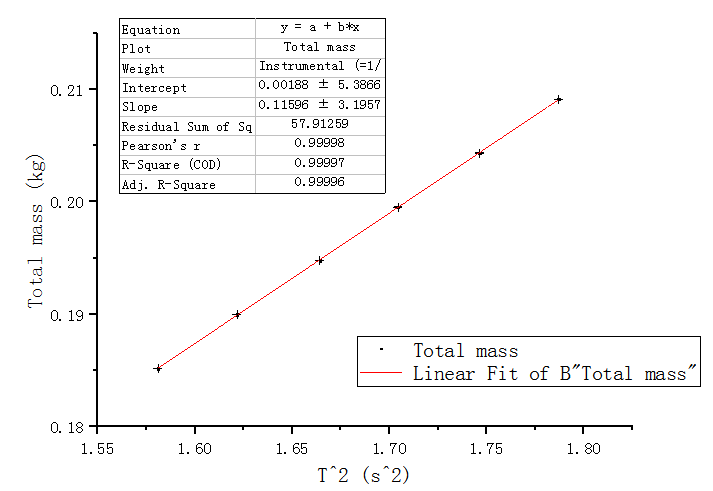 Equation y = a + b*x
Plot Total mass
Weight Instrumental (=1/
Intercept 0.00188 ± 5.3866
Slope 0.11596 ± 3.1957
Residual Sum of Sq 57.91259
Pearson's r 0.99998
R-Square (COD) 0.99997
Adj. R-Square 0.99996
Total mass (kg)
0.21
0.20
0.19
0.18
Total mass
Linear Fit of B"Total mass"
1.55 1.60 1.65 1.70 1.75 1.80
T^2 (s^2)